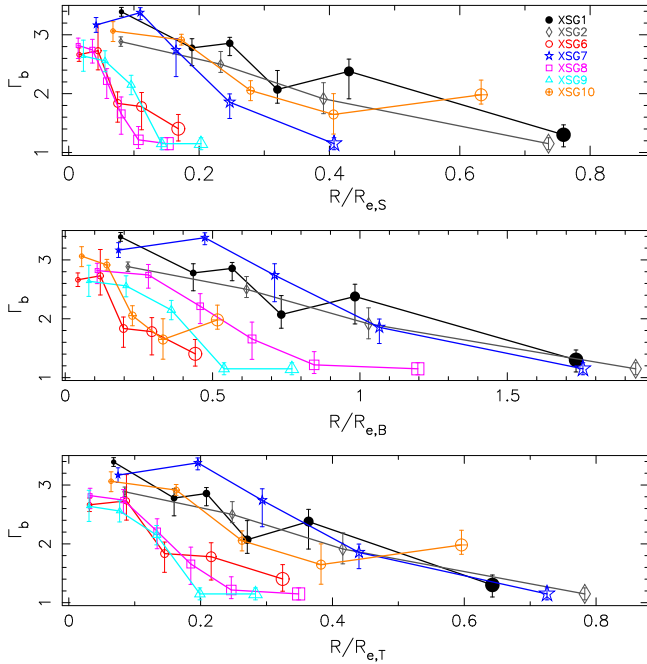 XSG1
XSG2
XSG6
XSG7
XSG8
XSG9
XSG10
3
2
1
Γb
0 0.2 0.4 0.6 0.8
R/Re,S
3
2
1
Γb
0 0.5 1 1.5
R/Re,B
3
2
1
Γb
0 0.2 0.4 0.6 0.8
R/Re,T